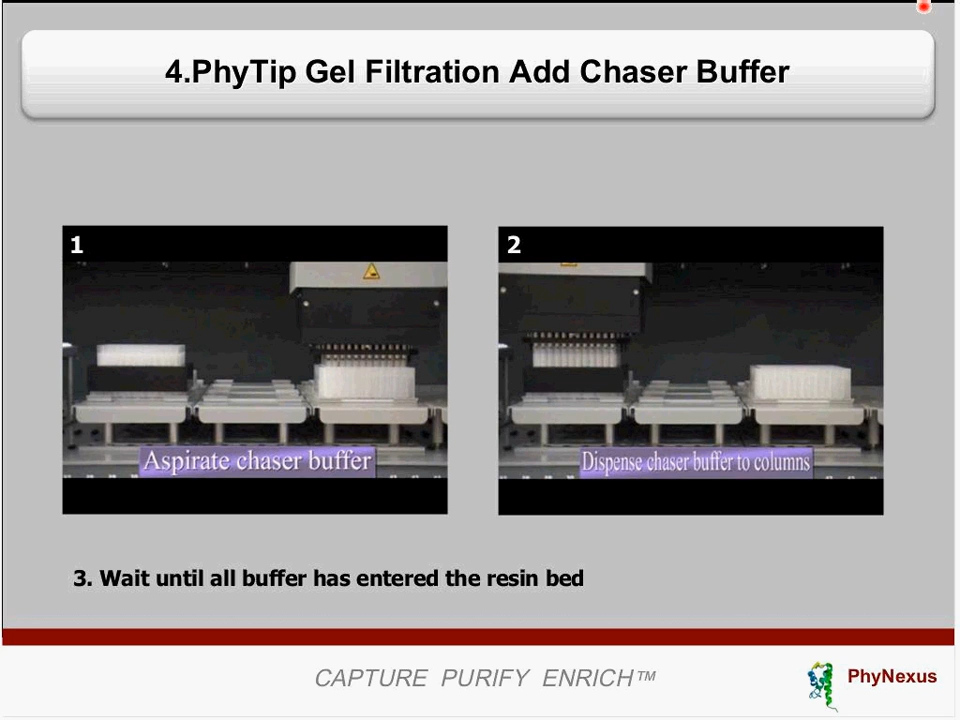 4.PhyTip Gel Filtration Add Chaser Buffer
1
2
Aspirate chaser buffer
Dispense chaser buffer to columns
3. Wait until all buffer has entered the resin bed
CAPTURE PURIFY ENRICH™
PhyNexus